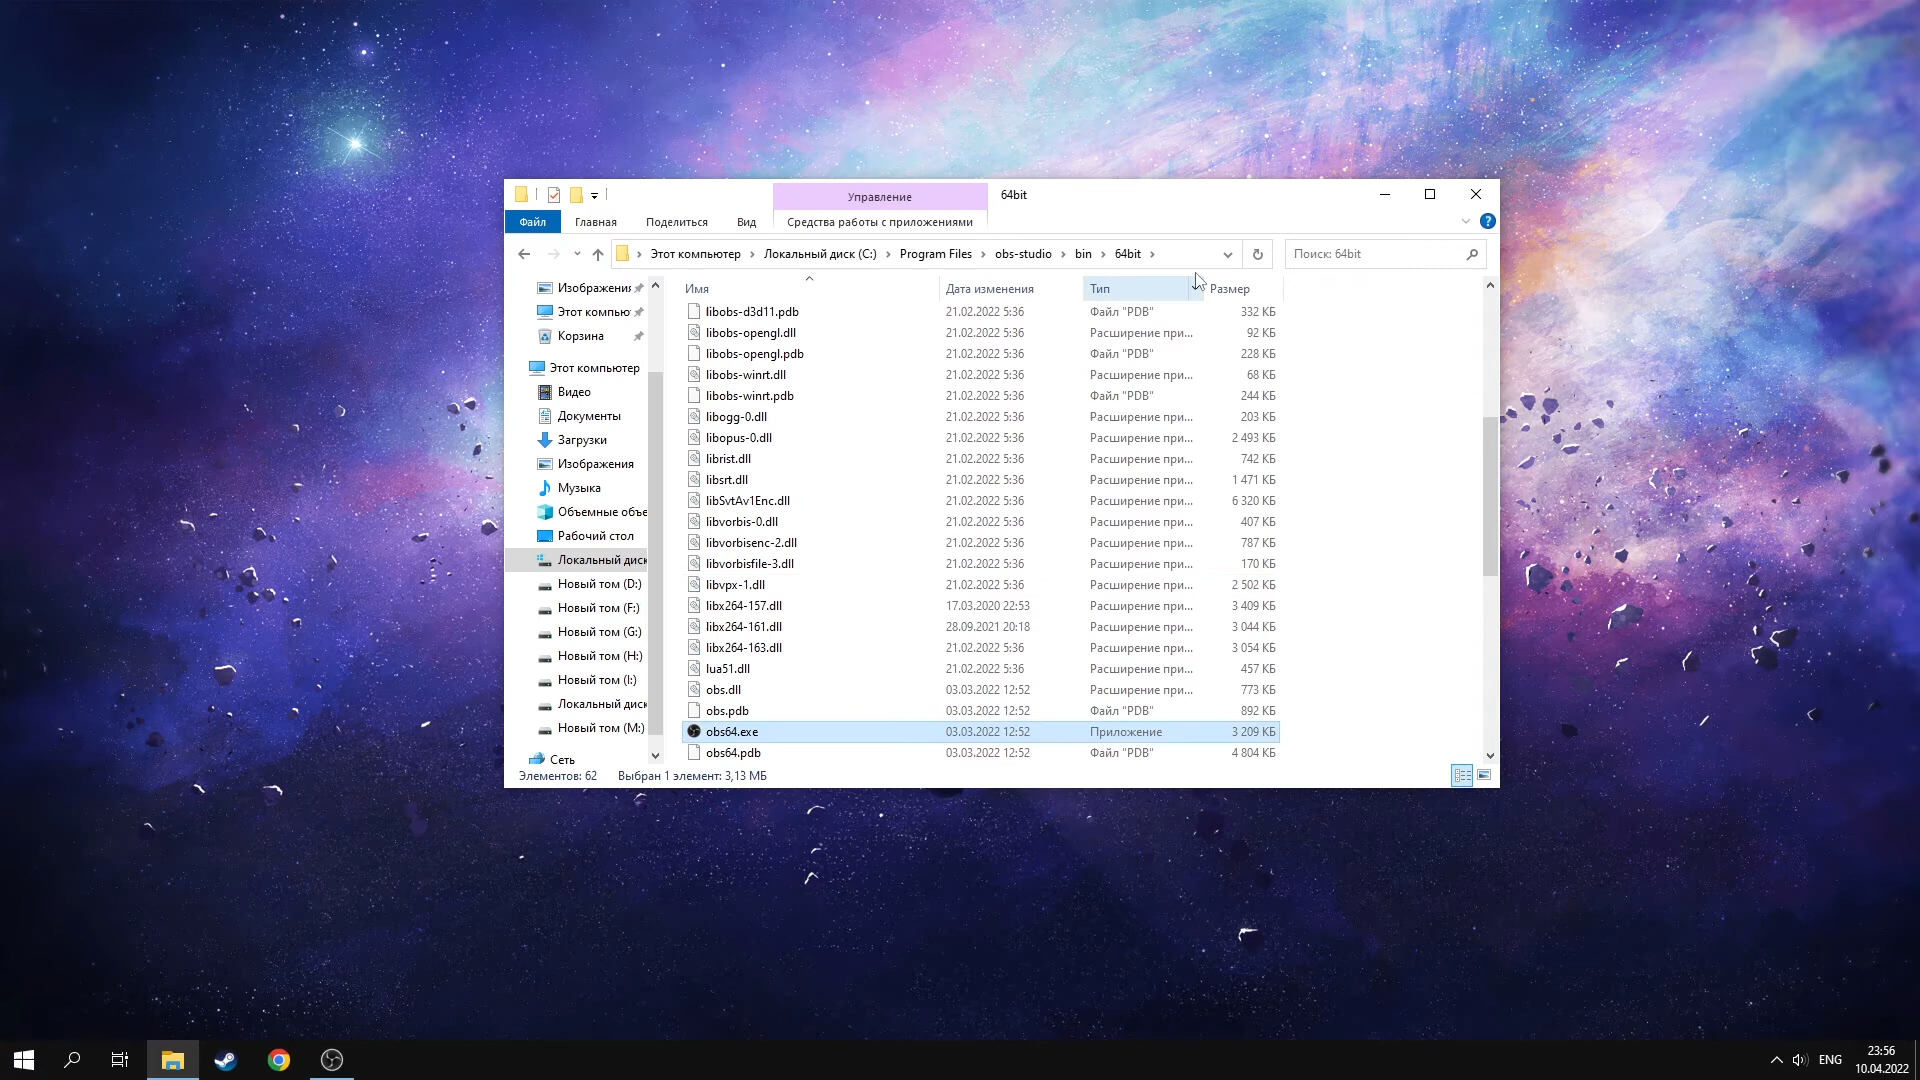 Управление
64bit
Файл Главная Поделиться Вид Средства работы с приложениями
Этот компьютер Локальный диск (C:) Program Files obs-studio bin 64bit
Поиск: 64bit
Изображения
Этот компью
Корзина
Этот компьютер
Видео
Документы
Загрузки
Изображения
Музыка
Объемные объе
Рабочий стол
Локальный диск
Новый том (D:)
Новый том (F:)
Новый том (G:)
Новый том (H:)
Новый том (I:)
Локальный диск
Новый том (M:)
Сеть
Имя Дата изменения Тип Размер
libobs-d3d11.pdb 21.02.2022 5:36 Файл "PDB" 332 КБ
libobs-opengl.dll 21.02.2022 5:36 Расширение при... 92 КБ
libobs-opengl.pdb 21.02.2022 5:36 Файл "PDB" 228 КБ
libobs-winrt.dll 21.02.2022 5:36 Расширение при... 68 КБ
libobs-winrt.pdb 21.02.2022 5:36 Файл "PDB" 244 КБ
libogg-0.dll 21.02.2022 5:36 Расширение при... 203 КБ
libopus-0.dll 21.02.2022 5:36 Расширение при... 2 493 КБ
librist.dll 21.02.2022 5:36 Расширение при... 742 КБ
libsrt.dll 21.02.2022 5:36 Расширение при... 1 471 КБ
libSvtAv1Enc.dll 21.02.2022 5:36 Расширение при... 6 320 КБ
libvorbis-0.dll 21.02.2022 5:36 Расширение при... 407 КБ
libvorbisenc-2.dll 21.02.2022 5:36 Расширение при... 787 КБ
libvorbisfile-3.dll 21.02.2022 5:36 Расширение при... 170 КБ
libvpx-1.dll 21.02.2022 5:36 Расширение при... 2 502 КБ
libx264-157.dll 17.03.2020 22:53 Расширение при... 3 409 КБ
libx264-161.dll 28.09.2021 20:18 Расширение при... 3 044 КБ
libx264-163.dll 21.02.2022 5:36 Расширение при... 3 054 КБ
lua51.dll 21.02.2022 5:36 Расширение при... 457 КБ
obs.dll 03.03.2022 12:52 Расширение при... 773 КБ
obs.pdb 03.03.2022 12:52 Файл "PDB" 892 КБ
obs64.exe 03.03.2022 12:52 Приложение 3 209 КБ
obs64.pdb 03.03.2022 12:52 Файл "PDB" 4 804 КБ
Элементов: 62 Выбран 1 элемент: 3,13 МБ
ENG
23:56
10.04.2022